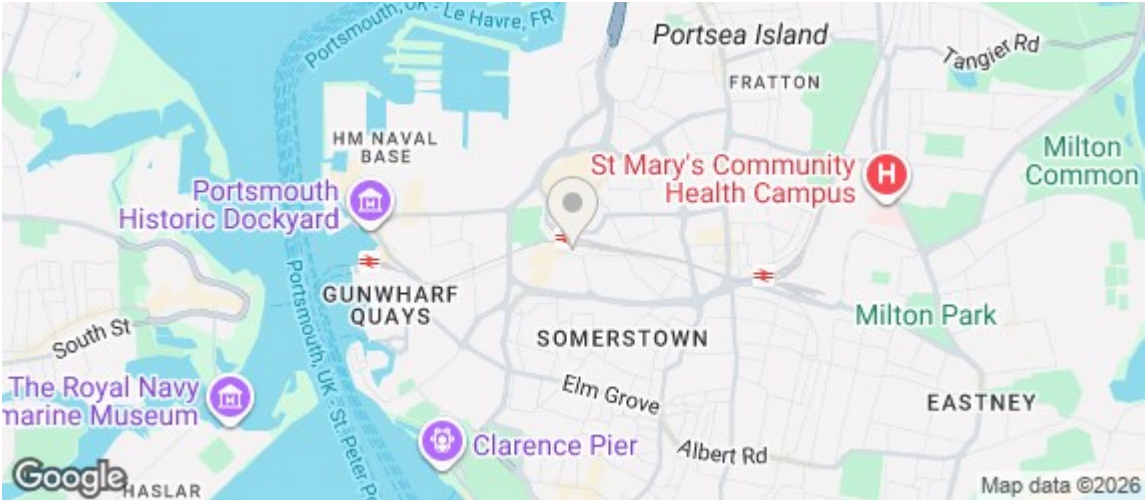 Portsmouth, UK - Le Havre, FR
Portsea Island
Tangier Rd
FRATTON
HM NAVAL
BASE
St Mary's Community
Health Campus
H
Milton
Common
Portsmouth
Historic Dockyard
Portsmouth, UK - St. Peter Po
GUNWHARF
QUAYS
Milton Park
South St
SOMERSTOWN
The Royal Navy
marine Museum
Elm Grove
EASTNEY
Clarence Pier
Albert Rd
Google
HASLAR
Map data ©2026